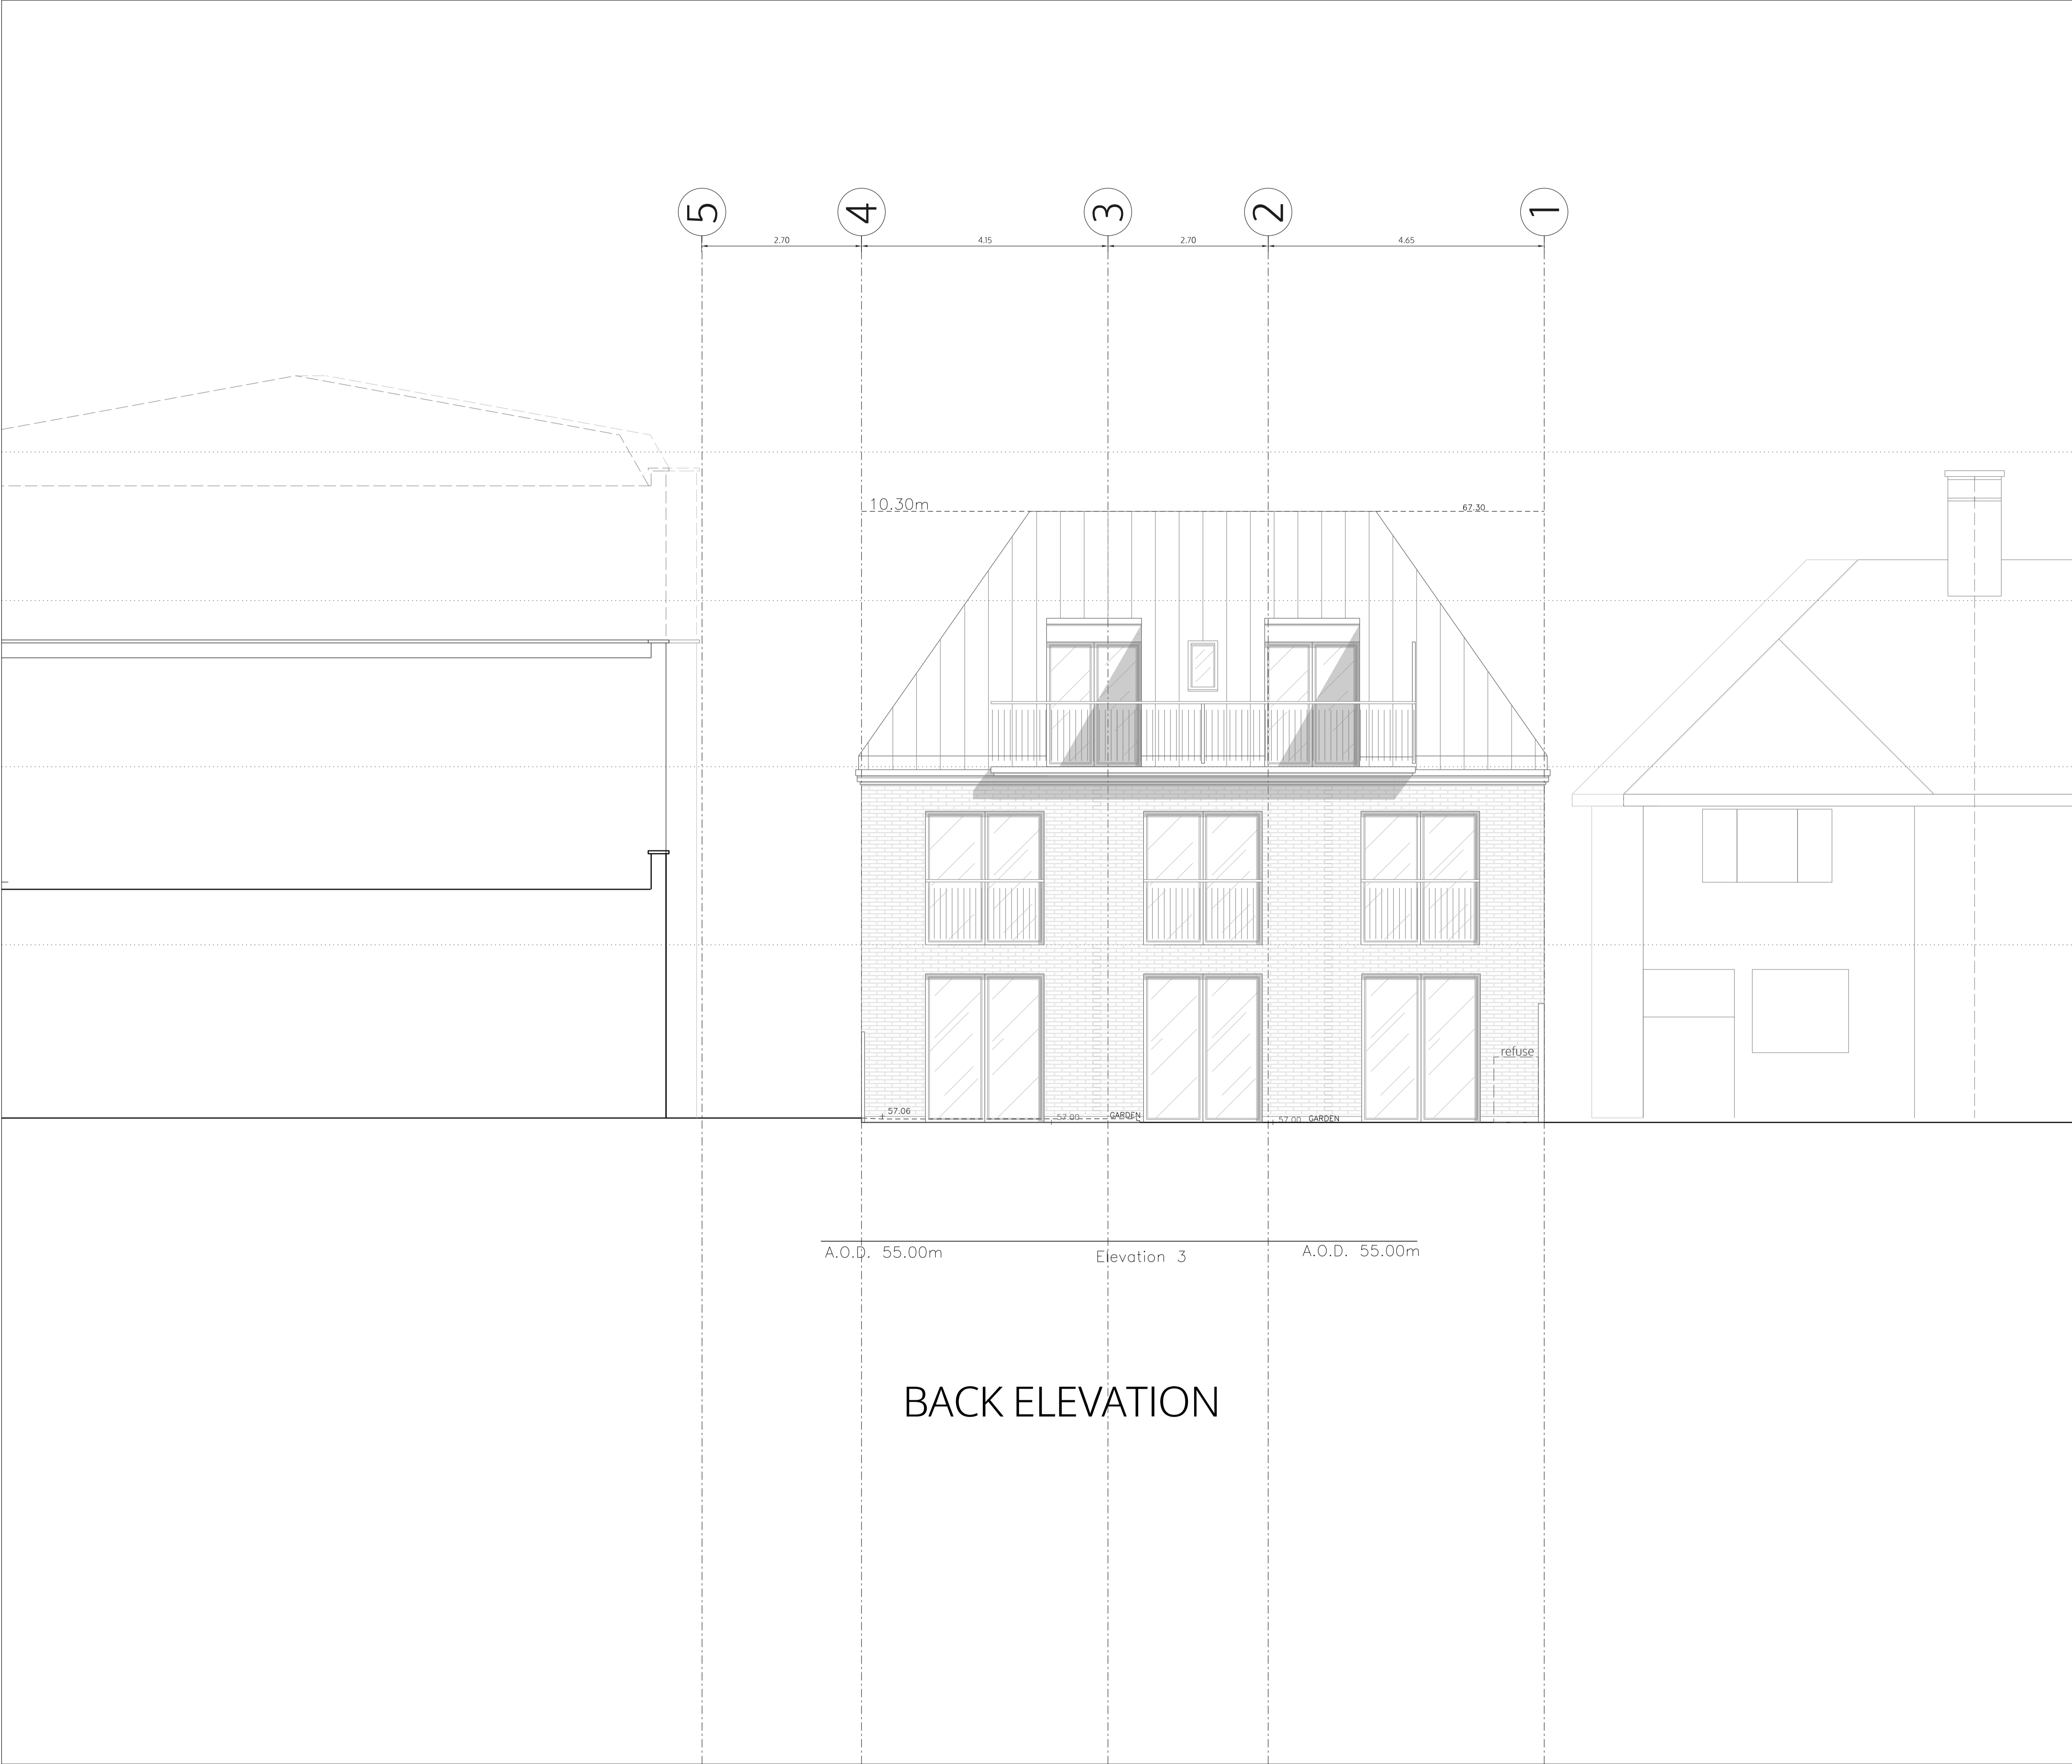 5 4 3 2 1
2.70 4.15 2.70 4.65
10.30m 67.30
refuse
57.06 57.00 GARDEN 57.00 GARDEN
A.O.D. 55.00m Elevation 3 A.O.D. 55.00m
BACK ELEVATION